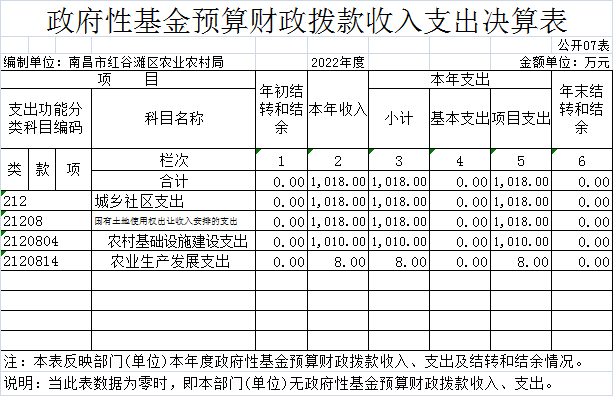 政府性基金预算财政拨款收入支出决算表
公开07表
编制单位：南昌市红谷滩区农业农村局 2022年度 金额单位：万元
项 目 年初结转和结余 本年收入 本年支出 年末结转和结余
支出功能分类科目编码 科目名称 小计 基本支出 项目支出
类 款 项 栏次 1 2 3 4 5 6
合计 0.00 1,018.00 1,018.00 0.00 1,018.00 0.00
212 城乡社区支出 0.00 1,018.00 1,018.00 0.00 1,018.00 0.00
21208 国有土地使用权出让收入安排的支出 0.00 1,018.00 1,018.00 0.00 1,018.00 0.00
2120804 农村基础设施建设支出 0.00 1,010.00 1,010.00 0.00 1,018.00 0.00
2120814 农业生产发展支出 0.00 8.00 8.00 0.00 8.00 0.00
注：本表反映部门(单位)本年度政府性基金预算财政拨款收入、支出及结转和结余情况。
说明：当此表数据为零时，即本部门(单位)无政府性基金预算财政拨款收入、支出。